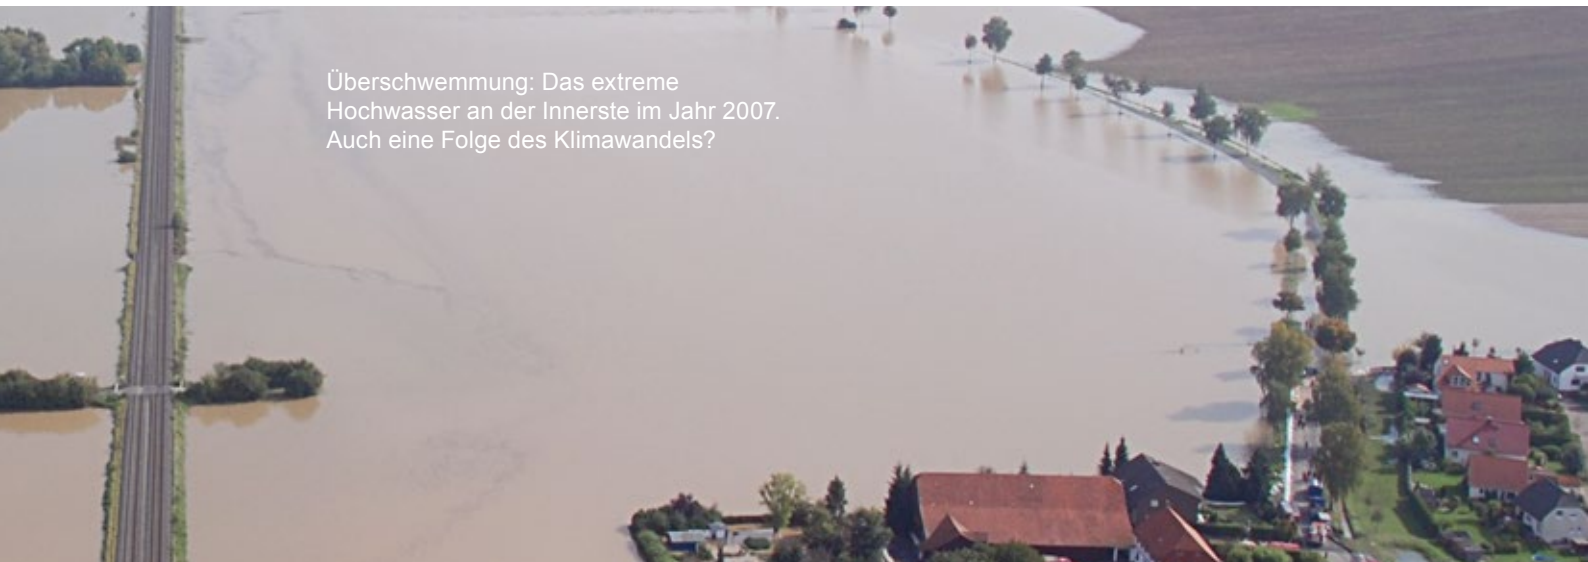 Überschwemmung: Das extreme
Hochwasser an der Innerste im Jahr 2007.
Auch eine Folge des Klimawandels?